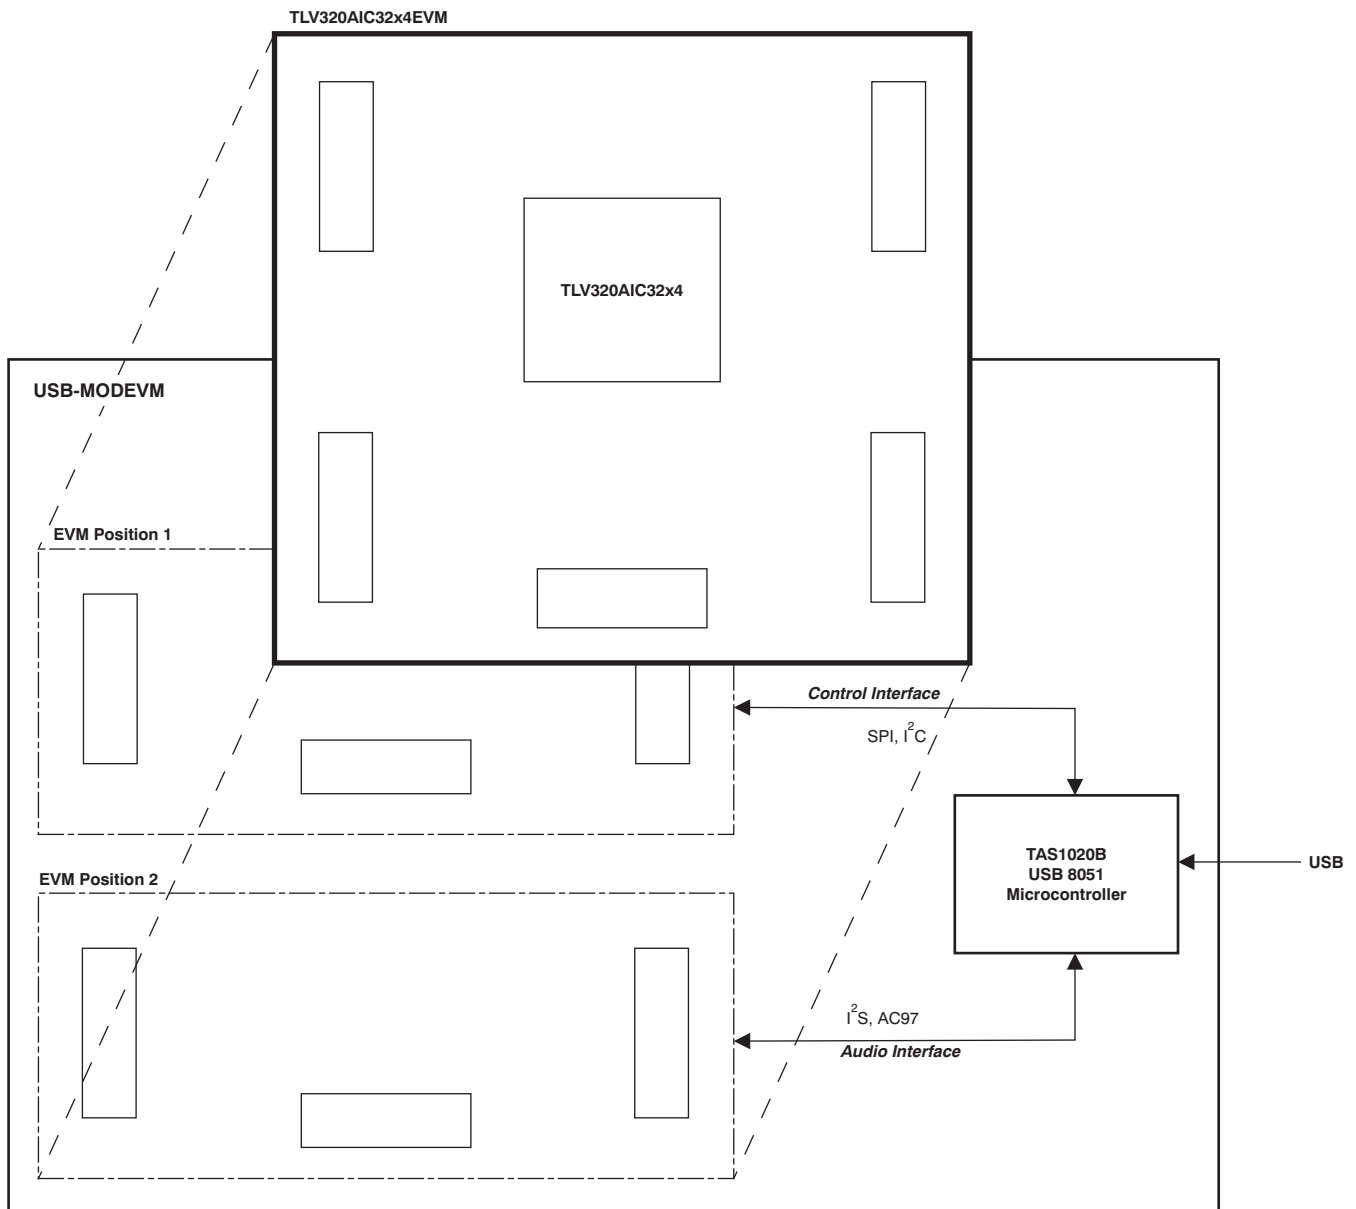 TLV320AIC32x4EVM
TLV320AIC32x4
USB-MODEVM
EVM Position 1
Control Interface
SPI, I²C
TAS1020B
USB 8051
Microcontroller
USB
EVM Position 2
I²S, AC97
Audio Interface